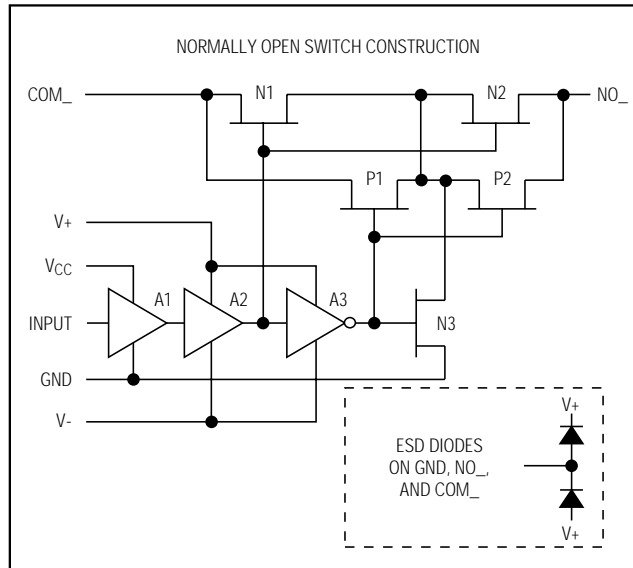 NORMALLY OPEN SWITCH CONSTRUCTION
COM_
N1
N2
NO_
P1
P2
V+
VCC
A1
A2
A3
INPUT
N3
GND
V-
V+
ESD DIODES
ON GND, NO_,
AND COM_
V+